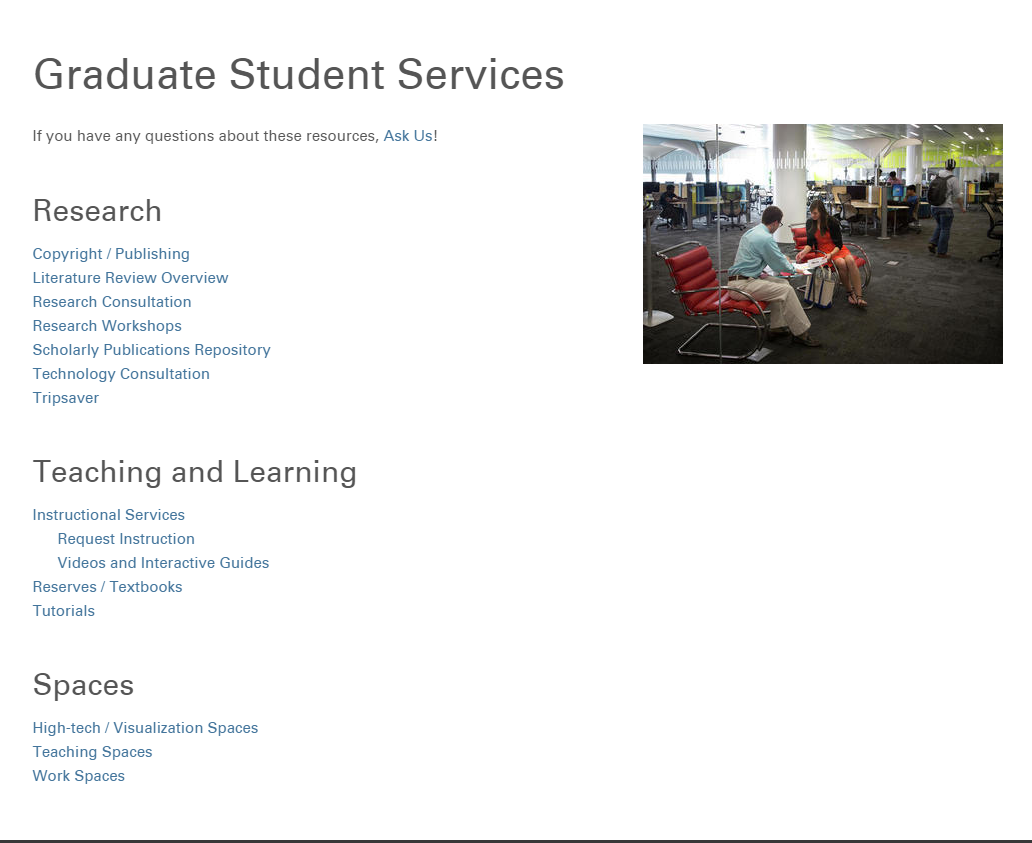 Graduate Student Services
If you have any questions about these resources, Ask Us!
Research
Copyright / Publishing
Literature Review Overview
Research Consultation
Research Workshops
Scholarly Publications Repository
Technology Consultation
Tripsaver
Teaching and Learning
Instructional Services
Request Instruction
Videos and Interactive Guides
Reserves / Textbooks
Tutorials
Spaces
High-tech / Visualization Spaces
Teaching Spaces
Work Spaces